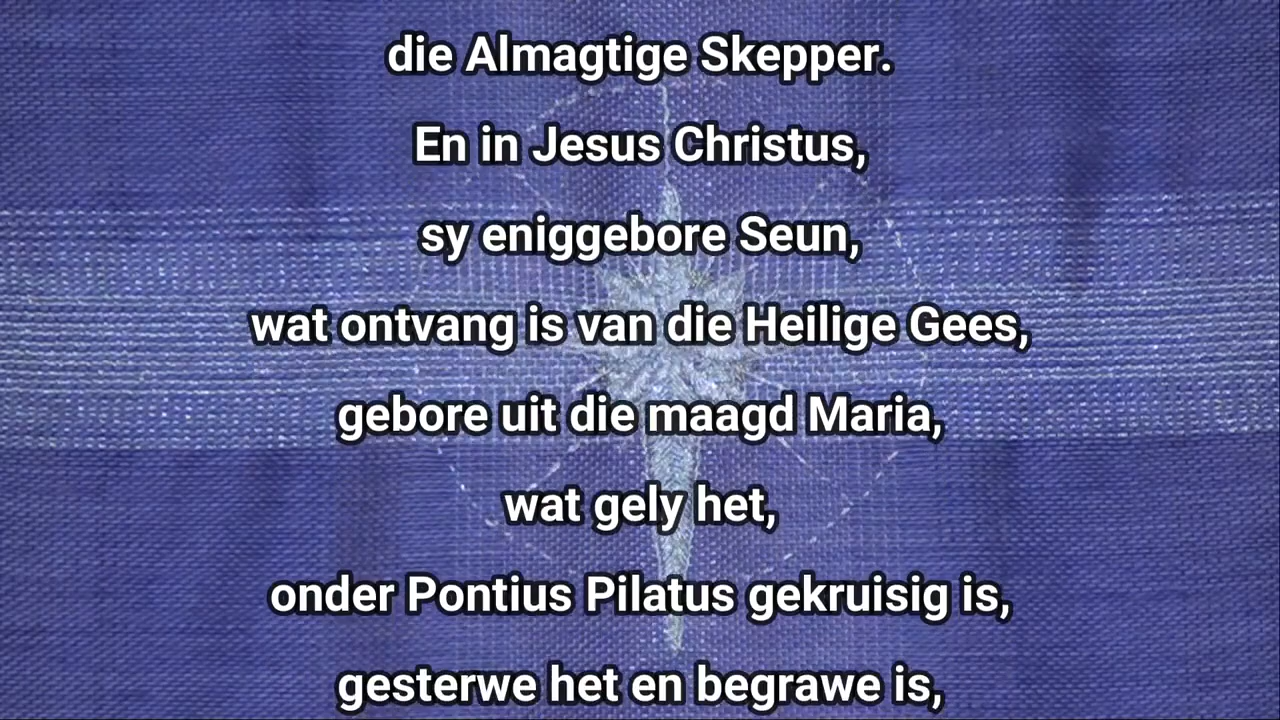 die Almagtige Skepper.
En in Jesus Christus,
sy eniggebore Seun,
wat ontvang is van die Heilige Gees,
gebore uit die maagd Maria,
wat gely het,
onder Pontius Pilatus gekruisig is,
gesterwe het en begrawe is,